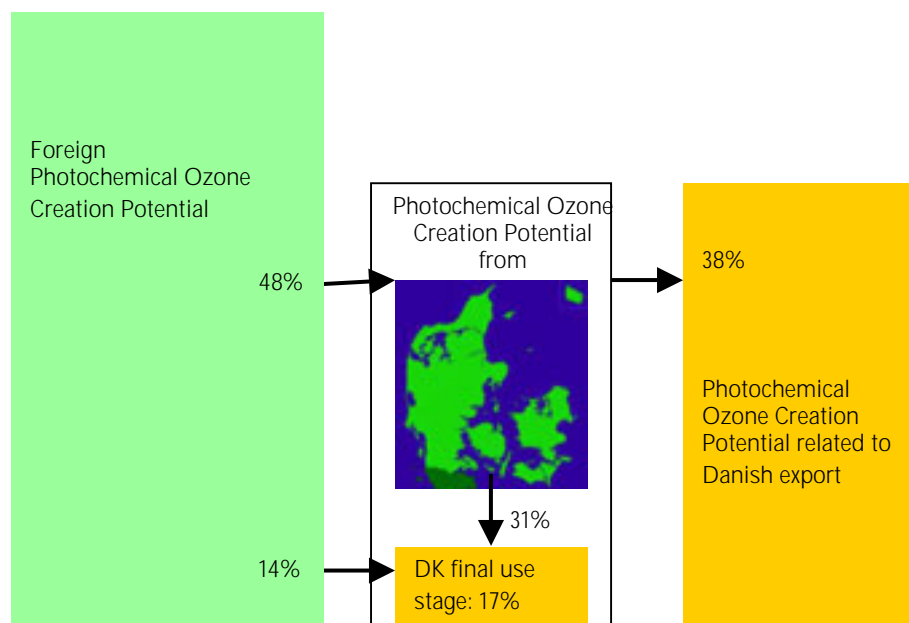 Foreign
Photochemical Ozone
Creation Potential
48%
14%
Photochemical Ozone
Creation Potential
from
31%
DK final use
stage: 17%
38%
Photochemical
Ozone Creation
Potential related to
Danish export